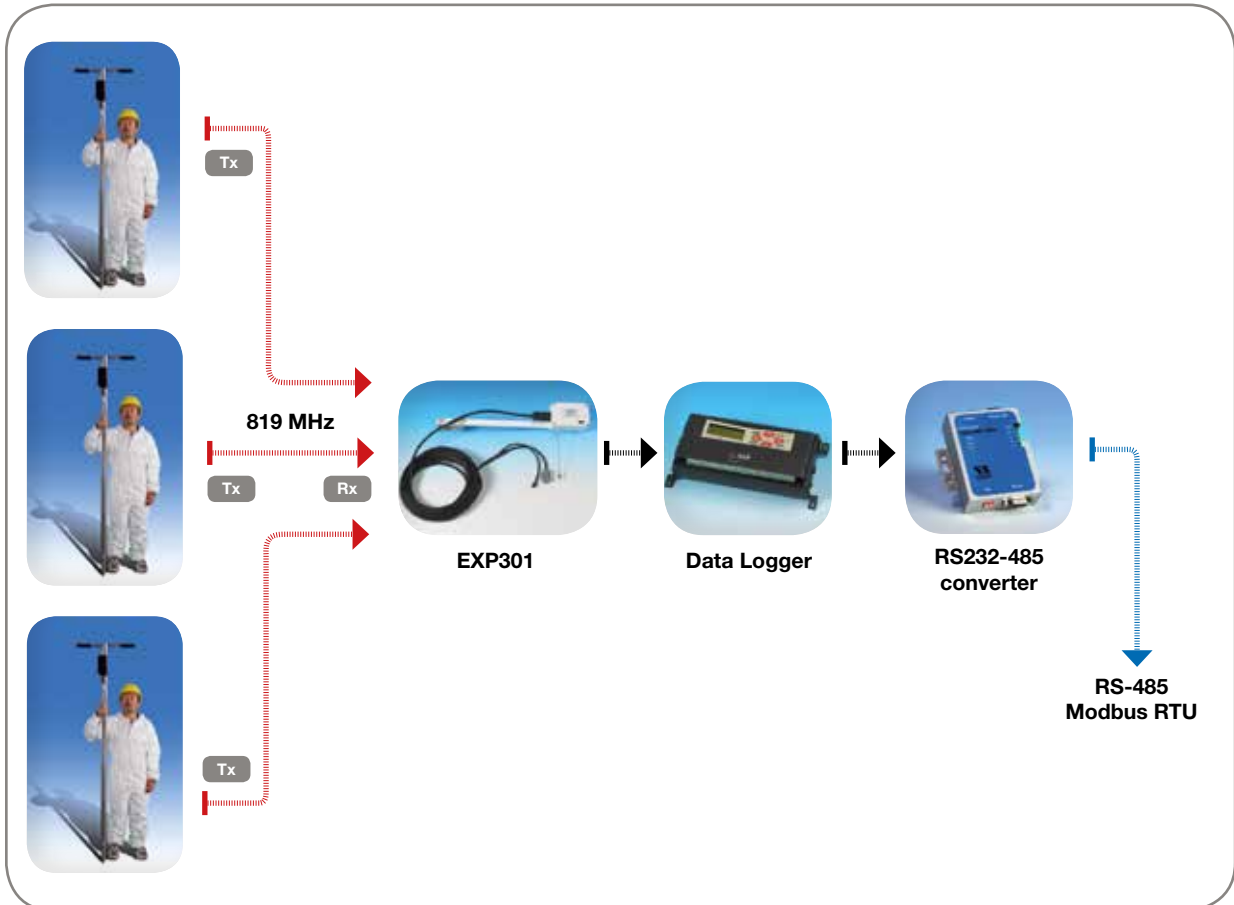 Tx
819 MHz
Tx
Rx
Tx
EXP301
Data Logger
RS232-485
converter
RS-485
Modbus RTU